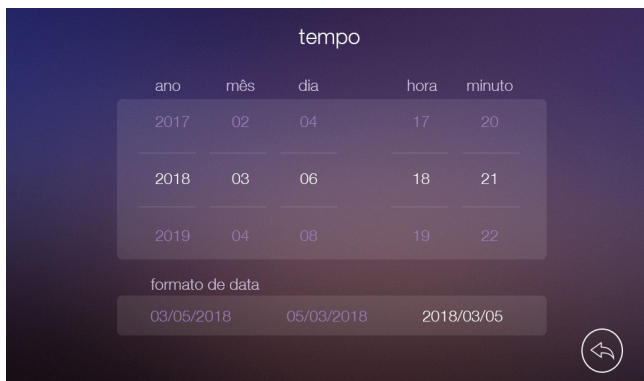 tempo
ano mês dia hora minuto
2017 02 04 17 20
2018 03 06 18 21
2019 04 08 19 22
formato de data
03/05/2018 05/03/2018 2018/03/05